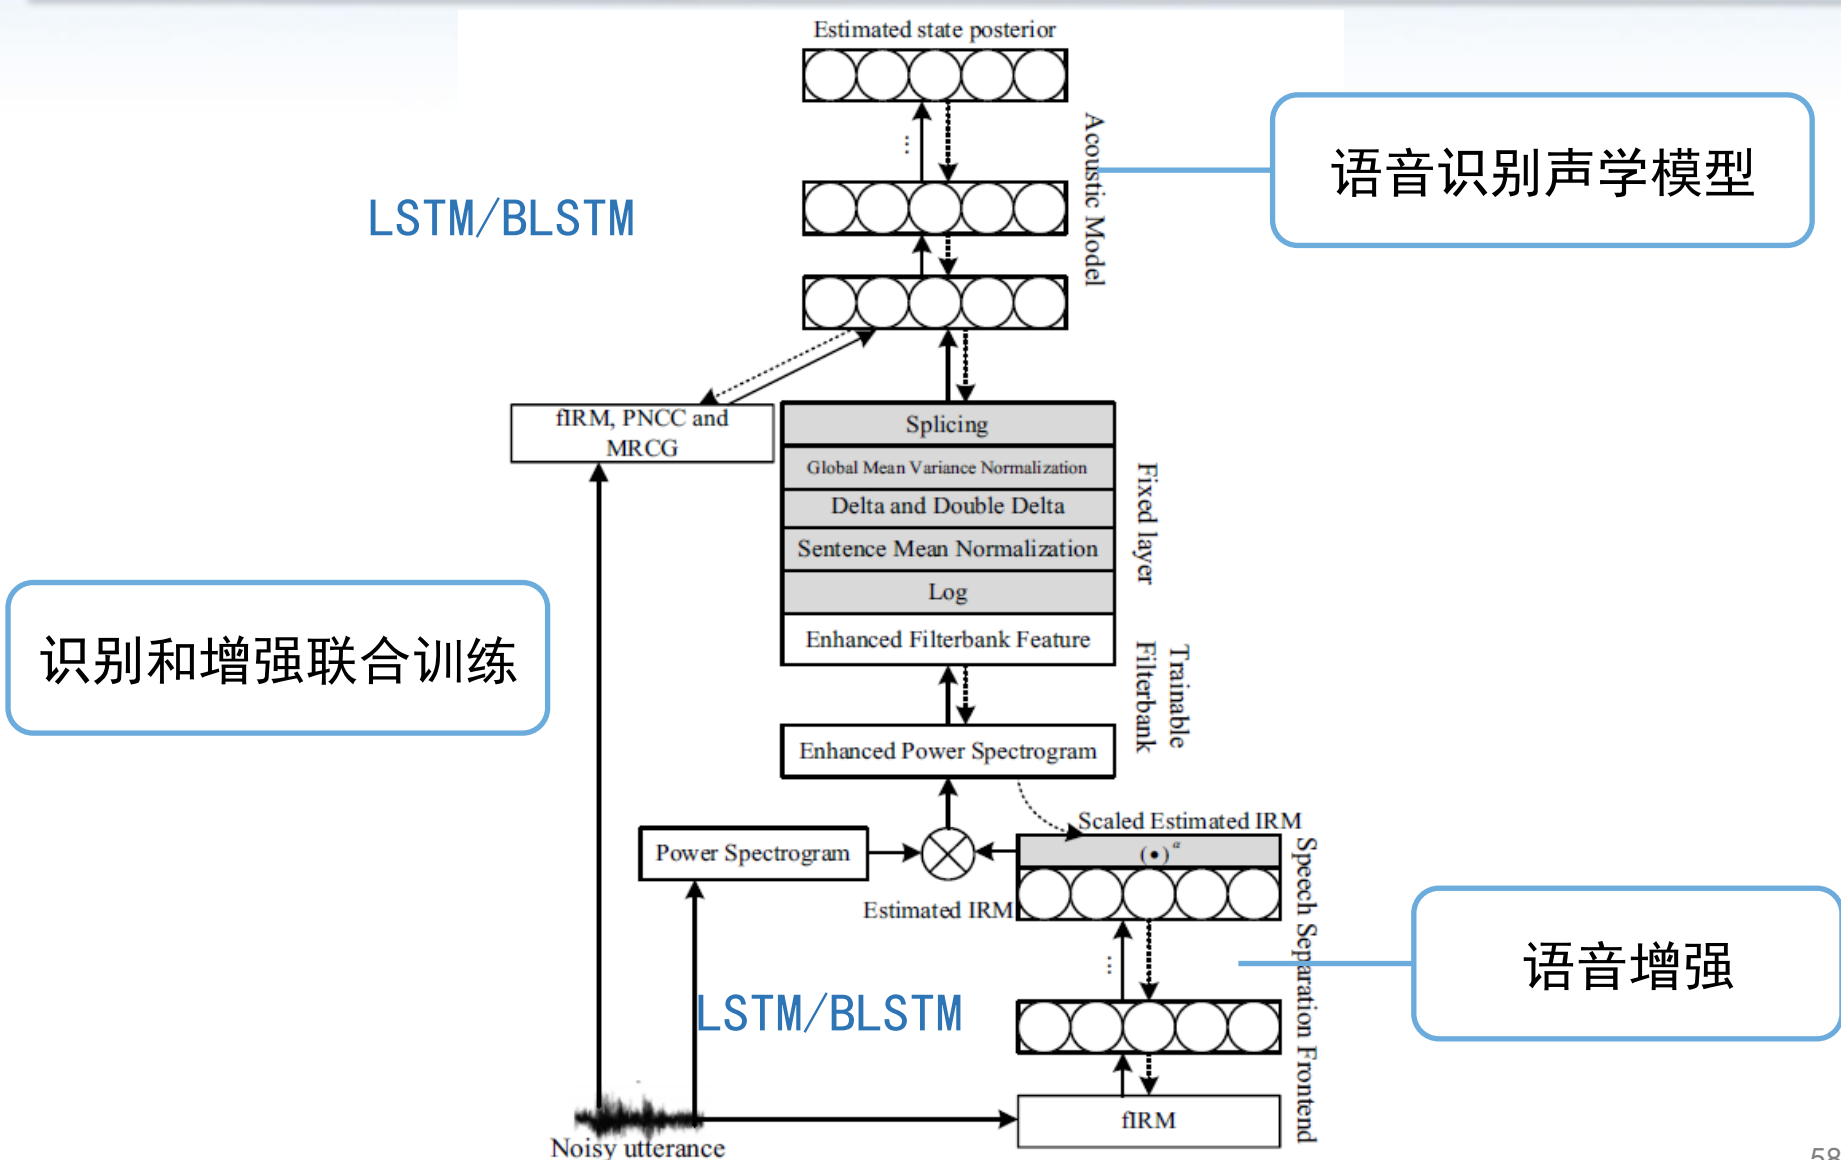 Estimated state posterior
Acoustic Model
语音识别声学模型
LSTM/BLSTM
fIRM, PNCC and
MRCG
Splicing
Global Mean Variance Normalization
Delta and Double Delta
Sentence Mean Normalization
Log
Enhanced Filterbank Feature
Fixed layer
Trainable
Filterbank
识别和增强联合训练
Enhanced Power Spectrogram
Scaled Estimated IRM
(•)^α
Power Spectrogram
Estimated IRM
Speech Separation Frontend
语音增强
LSTM/BLSTM
fIRM
Noisy utterance
58